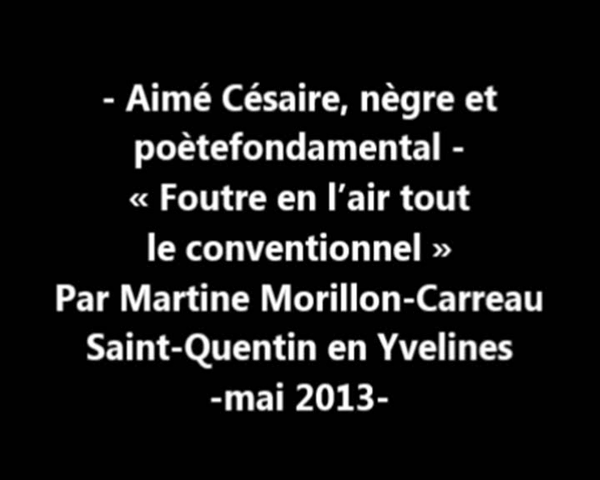 - Aimé Césaire, nègre et
poètefondamental -
« Foutre en l’air tout
le conventionnel »
Par Martine Morillon-Carreau
Saint-Quentin en Yvelines
-mai 2013-